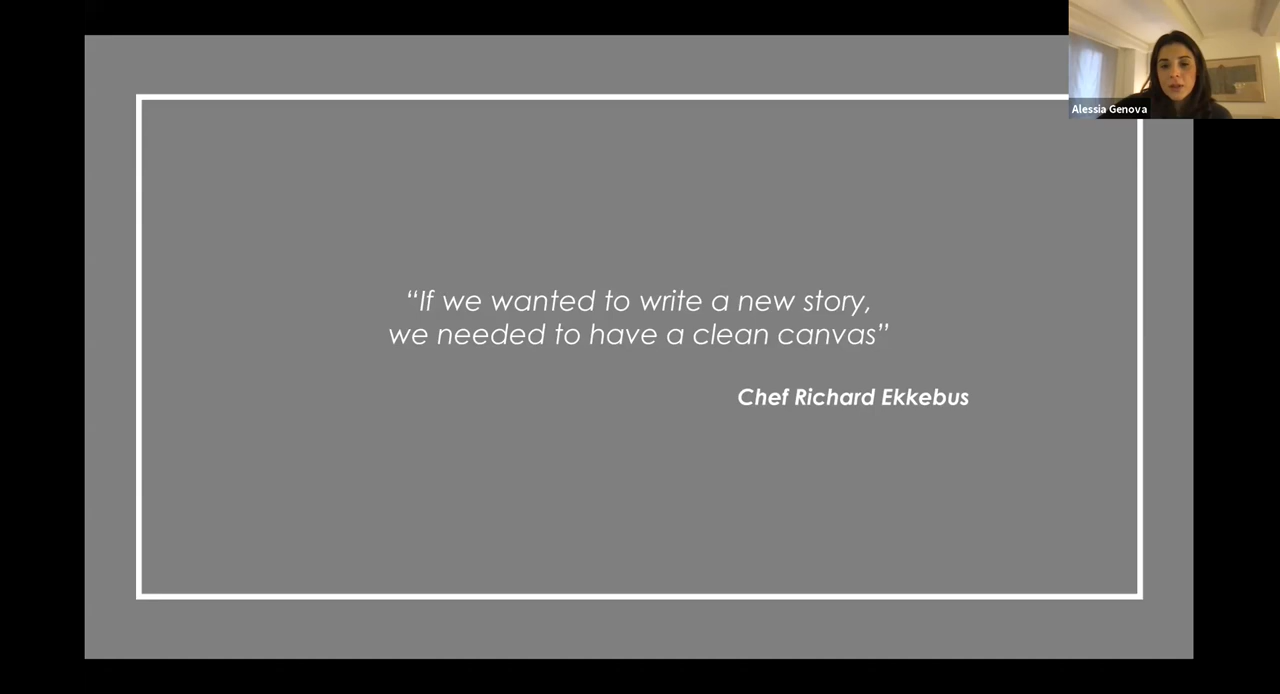 Alessia Genova
“If we wanted to write a new story,
we needed to have a clean canvas”
Chef Richard Ekkebus